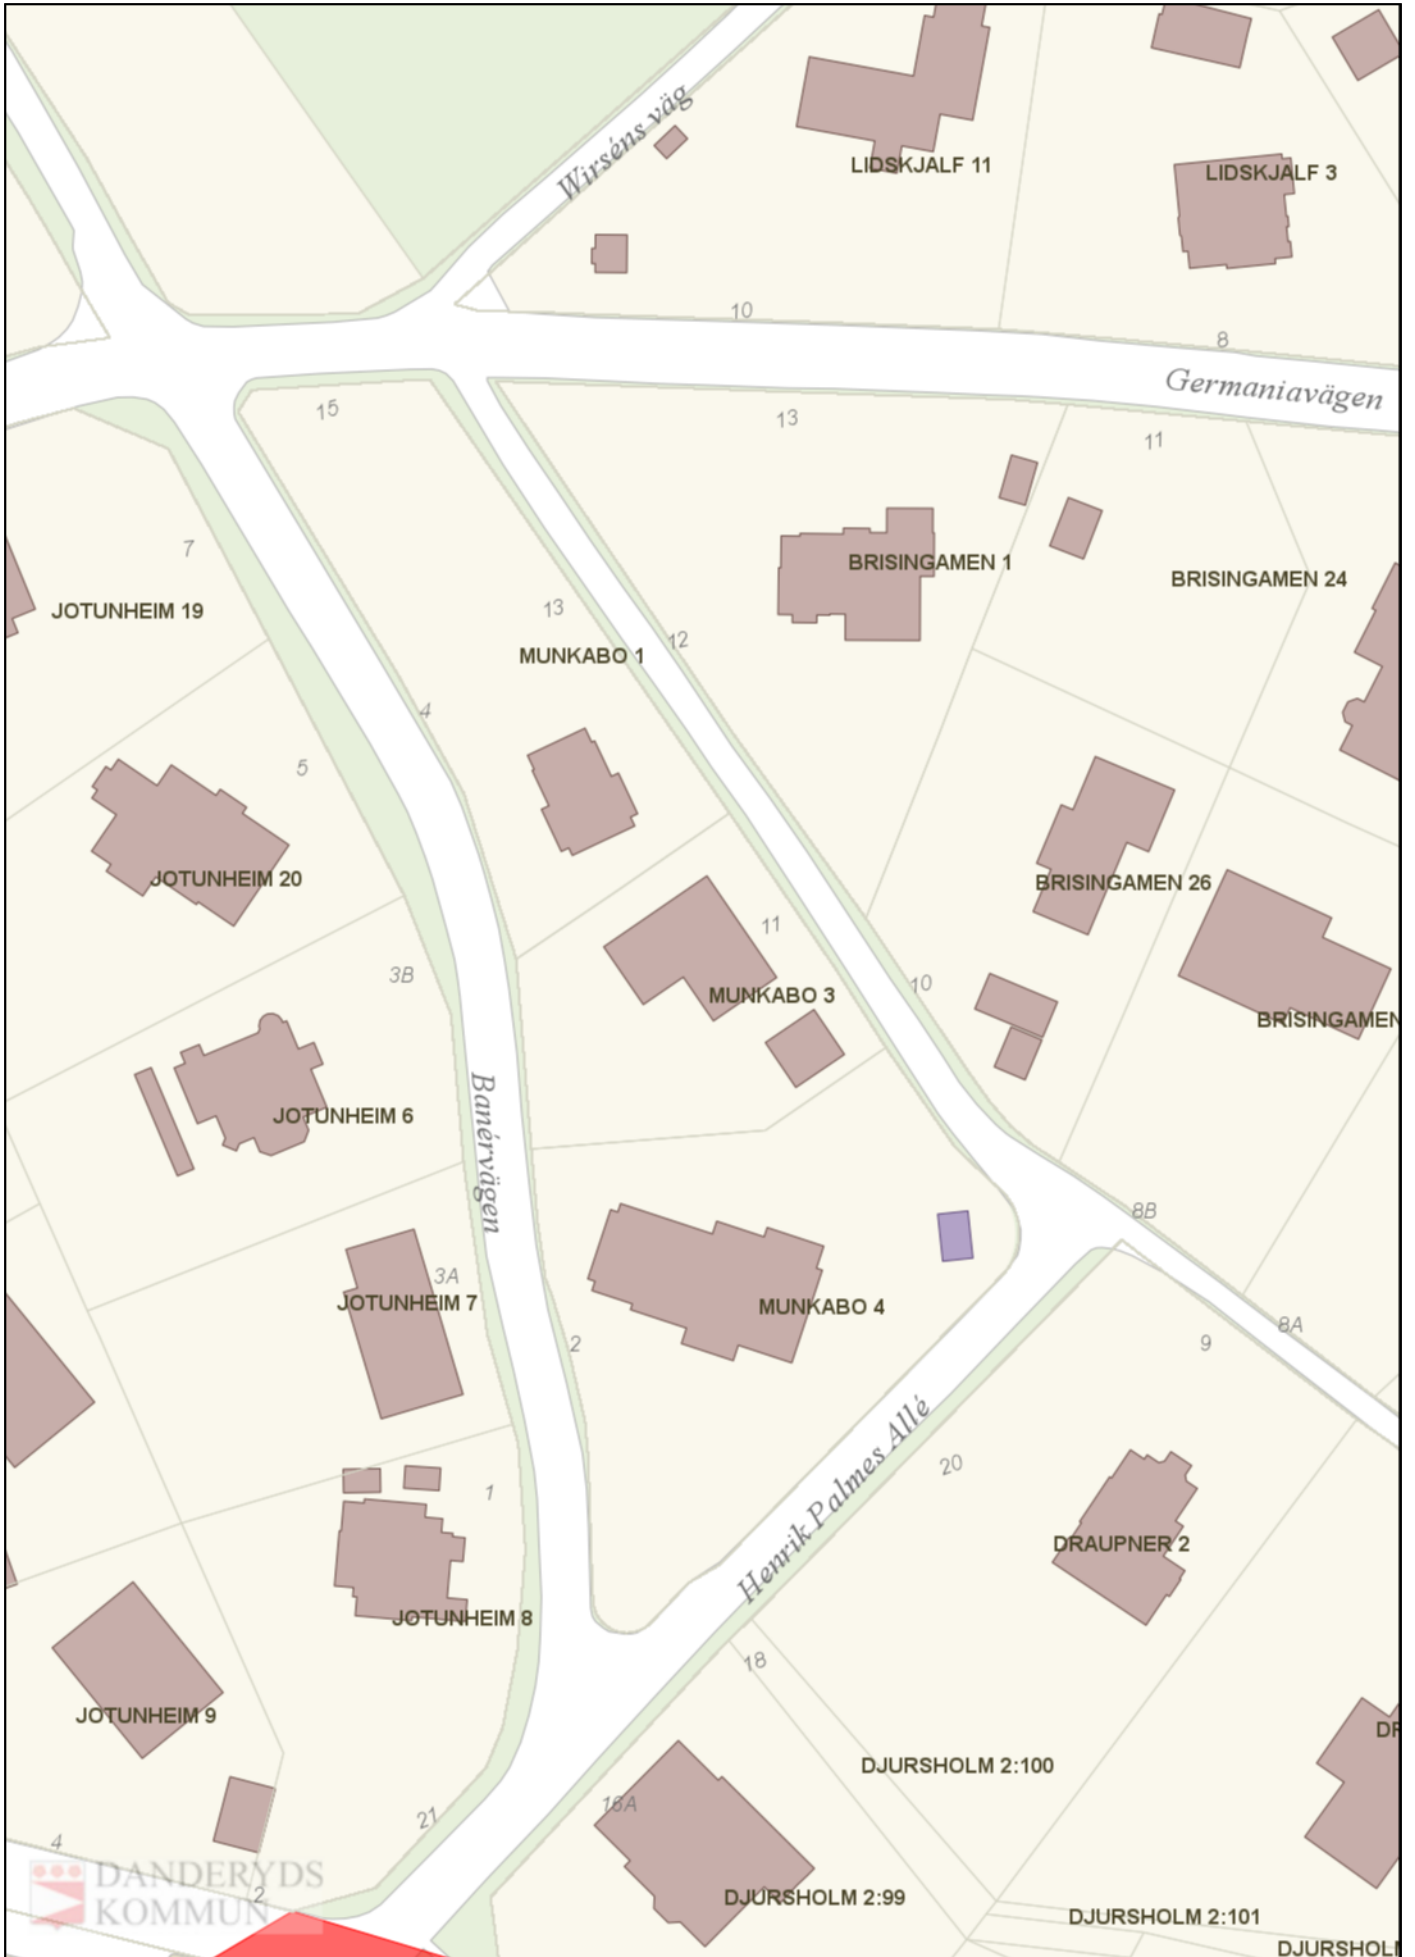 Wirséns väg
LIDSKJALF 11
LIDSKJALF 3
10
8
Germaniavägen
15
13
11
7
BRISINGAMEN 1
BRISINGAMEN 24
JOTUNHEIM 19
13
12
MUNKABO 1
4
5
JOTUNHEIM 20
BRISINGAMEN 26
11
3B
10
MUNKABO 3
BRISINGAMEN
JOTUNHEIM 6
Banérvägen
8B
3A
JOTUNHEIM 7
MUNKABO 4
8A
2
9
Henrik Palmes Allé
20
1
DRAUPNER 2
JOTUNHEIM 8
18
JOTUNHEIM 9
DR
DJURSHOLM 2:100
16A
21
4
DANDERYDS
KOMMUN
2
DJURSHOLM 2:99
DJURSHOLM 2:101
DJURSHOLM